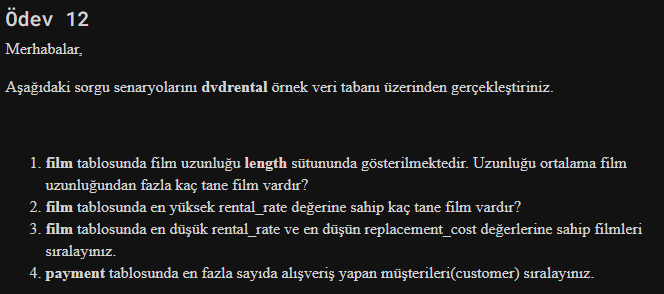 Ödev 12
Merhabalar,
Aşağıdaki sorgu senaryolarını dvdrental örnek veri tabanı üzerinden gerçekleştiriniz.
1. film tablosunda film uzunluğu length sütununda gösterilmektedir. Uzunluğu ortalama film
uzunluğundan fazla kaç tane film vardır?
2. film tablosunda en yüksek rental_rate değerine sahip kaç tane film vardır?
3. film tablosunda en düşük rental_rate ve en düşün replacement_cost değerlerine sahip filmleri
sıralayınız.
4. payment tablosunda en fazla sayıda alışveriş yapan müşterileri(customer) sıralayınız.